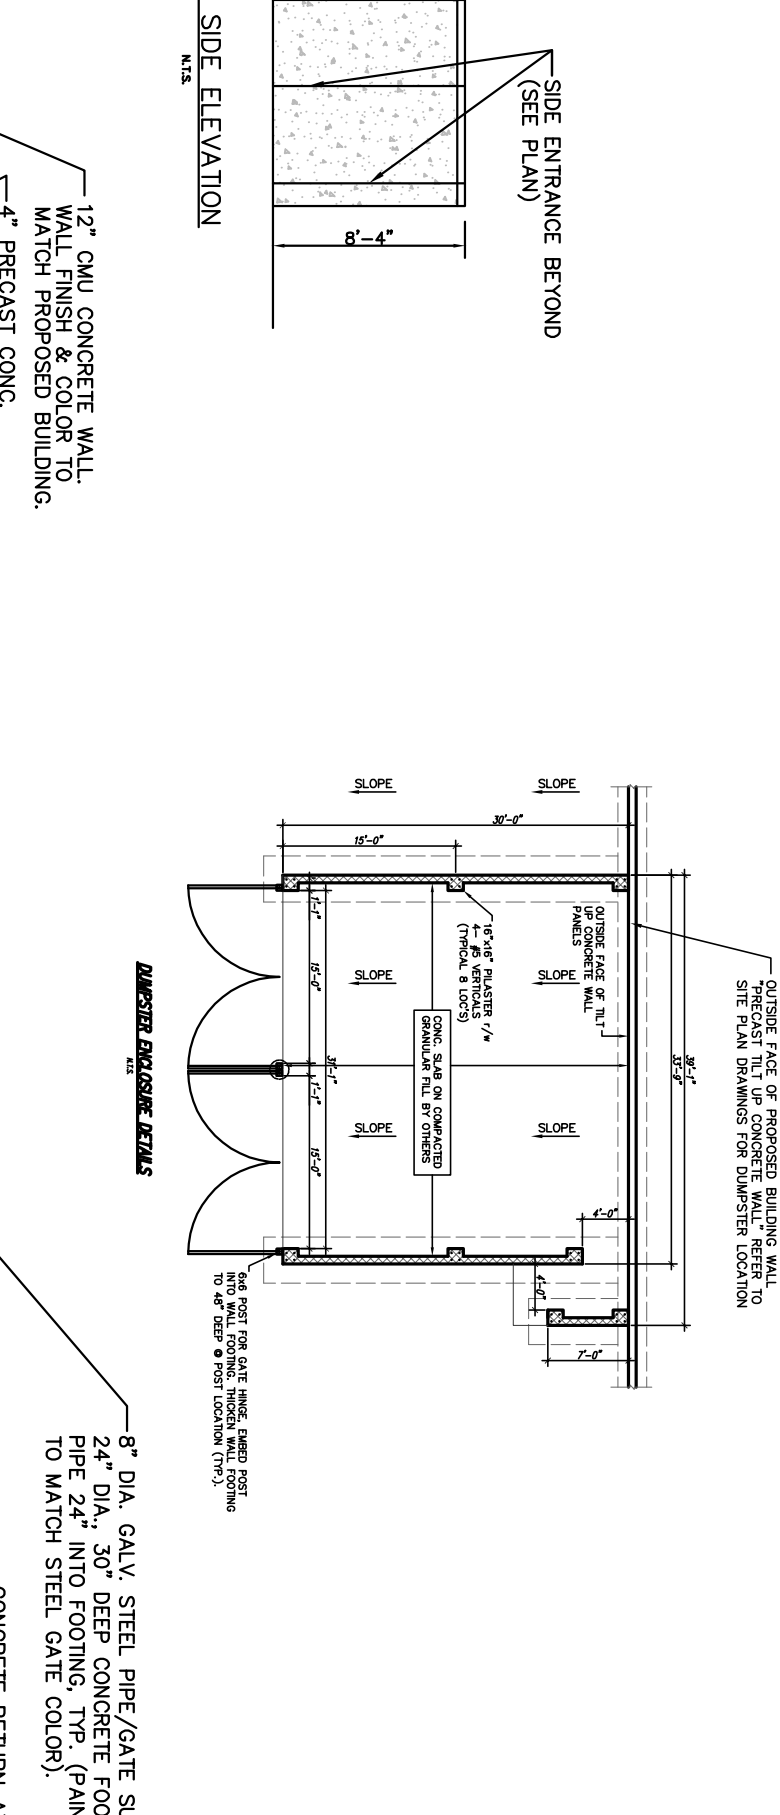 SIDE ENTRANCE BEYOND
(SEE PLAN)
8'-4"
SIDE ELEVATION
N.T.S.
12" CMU CONCRETE WALL.
WALL FINISH & COLOR TO
MATCH PROPOSED BUILDING.
4" PRECAST CONC.
OUTSIDE FACE OF PROPOSED BUILDING WALL
"PRECAST TILT UP CONCRETE WALL" REFER TO
SITE PLAN DRAWINGS FOR DUMPSTER LOCATION
39'-1"
33'-9"
OUTSIDE FACE OF TILT
UP CONCRETE WALL
PANELS
SLOPE
SLOPE
SLOPE
SLOPE
SLOPE
SLOPE
30'-0"
15'-0"
16"x16" PILASTER r/w
4- #5 VERTICALS
(TYPICAL 8 LOC'S)
CONC. SLAB ON COMPACTED
GRANULAR FILL BY OTHERS
4'-0"
4'-0"
7'-0"
31'-1"
1'-1"
15'-0"
1'-1"
15'-0"
6x6 POST FOR GATE HINGE, EMBED POST
INTO WALL FOOTING. THICKEN WALL FOOTING
TO 48" DEEP @ POST LOCATION (TYP.).
DUMPSTER ENCLOSURE DETAILS
N.T.S.
8" DIA. GALV. STEEL PIPE/GATE
24" DIA., 30" DEEP CONCRETE
PIPE 24" INTO FOOTING, TYP.
TO MATCH STEEL GATE COLOR).